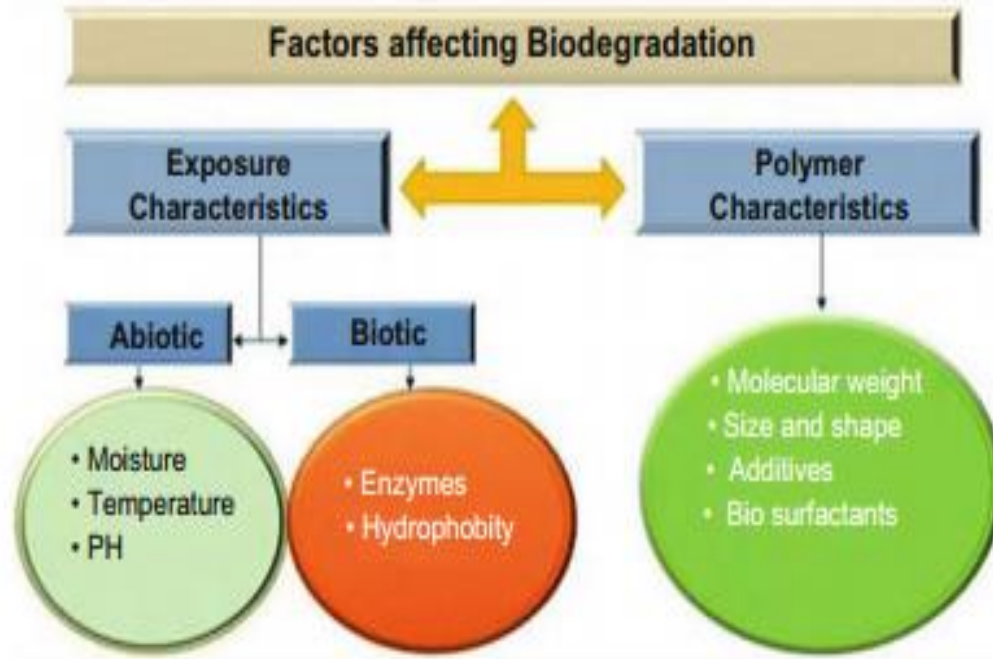 Factors affecting Biodegradation
Exposure
Characteristics
Polymer
Characteristics
Abiotic
Biotic
• Moisture
• Temperature
• PH
• Enzymes
• Hydrophobity
• Molecular weight
• Size and shape
• Additives
• Bio surfactants